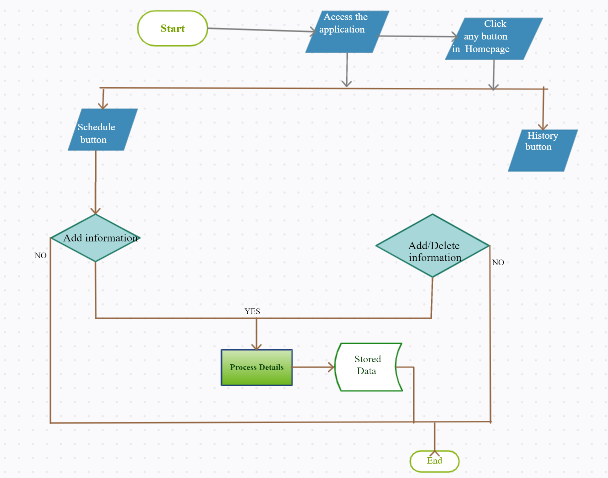 Start
Access the
application
Click
any button
in Homepage
Schedule
button
History
button
Add information
Add/Delete
information
NO
NO
YES
Process Details
Stored
Data
End